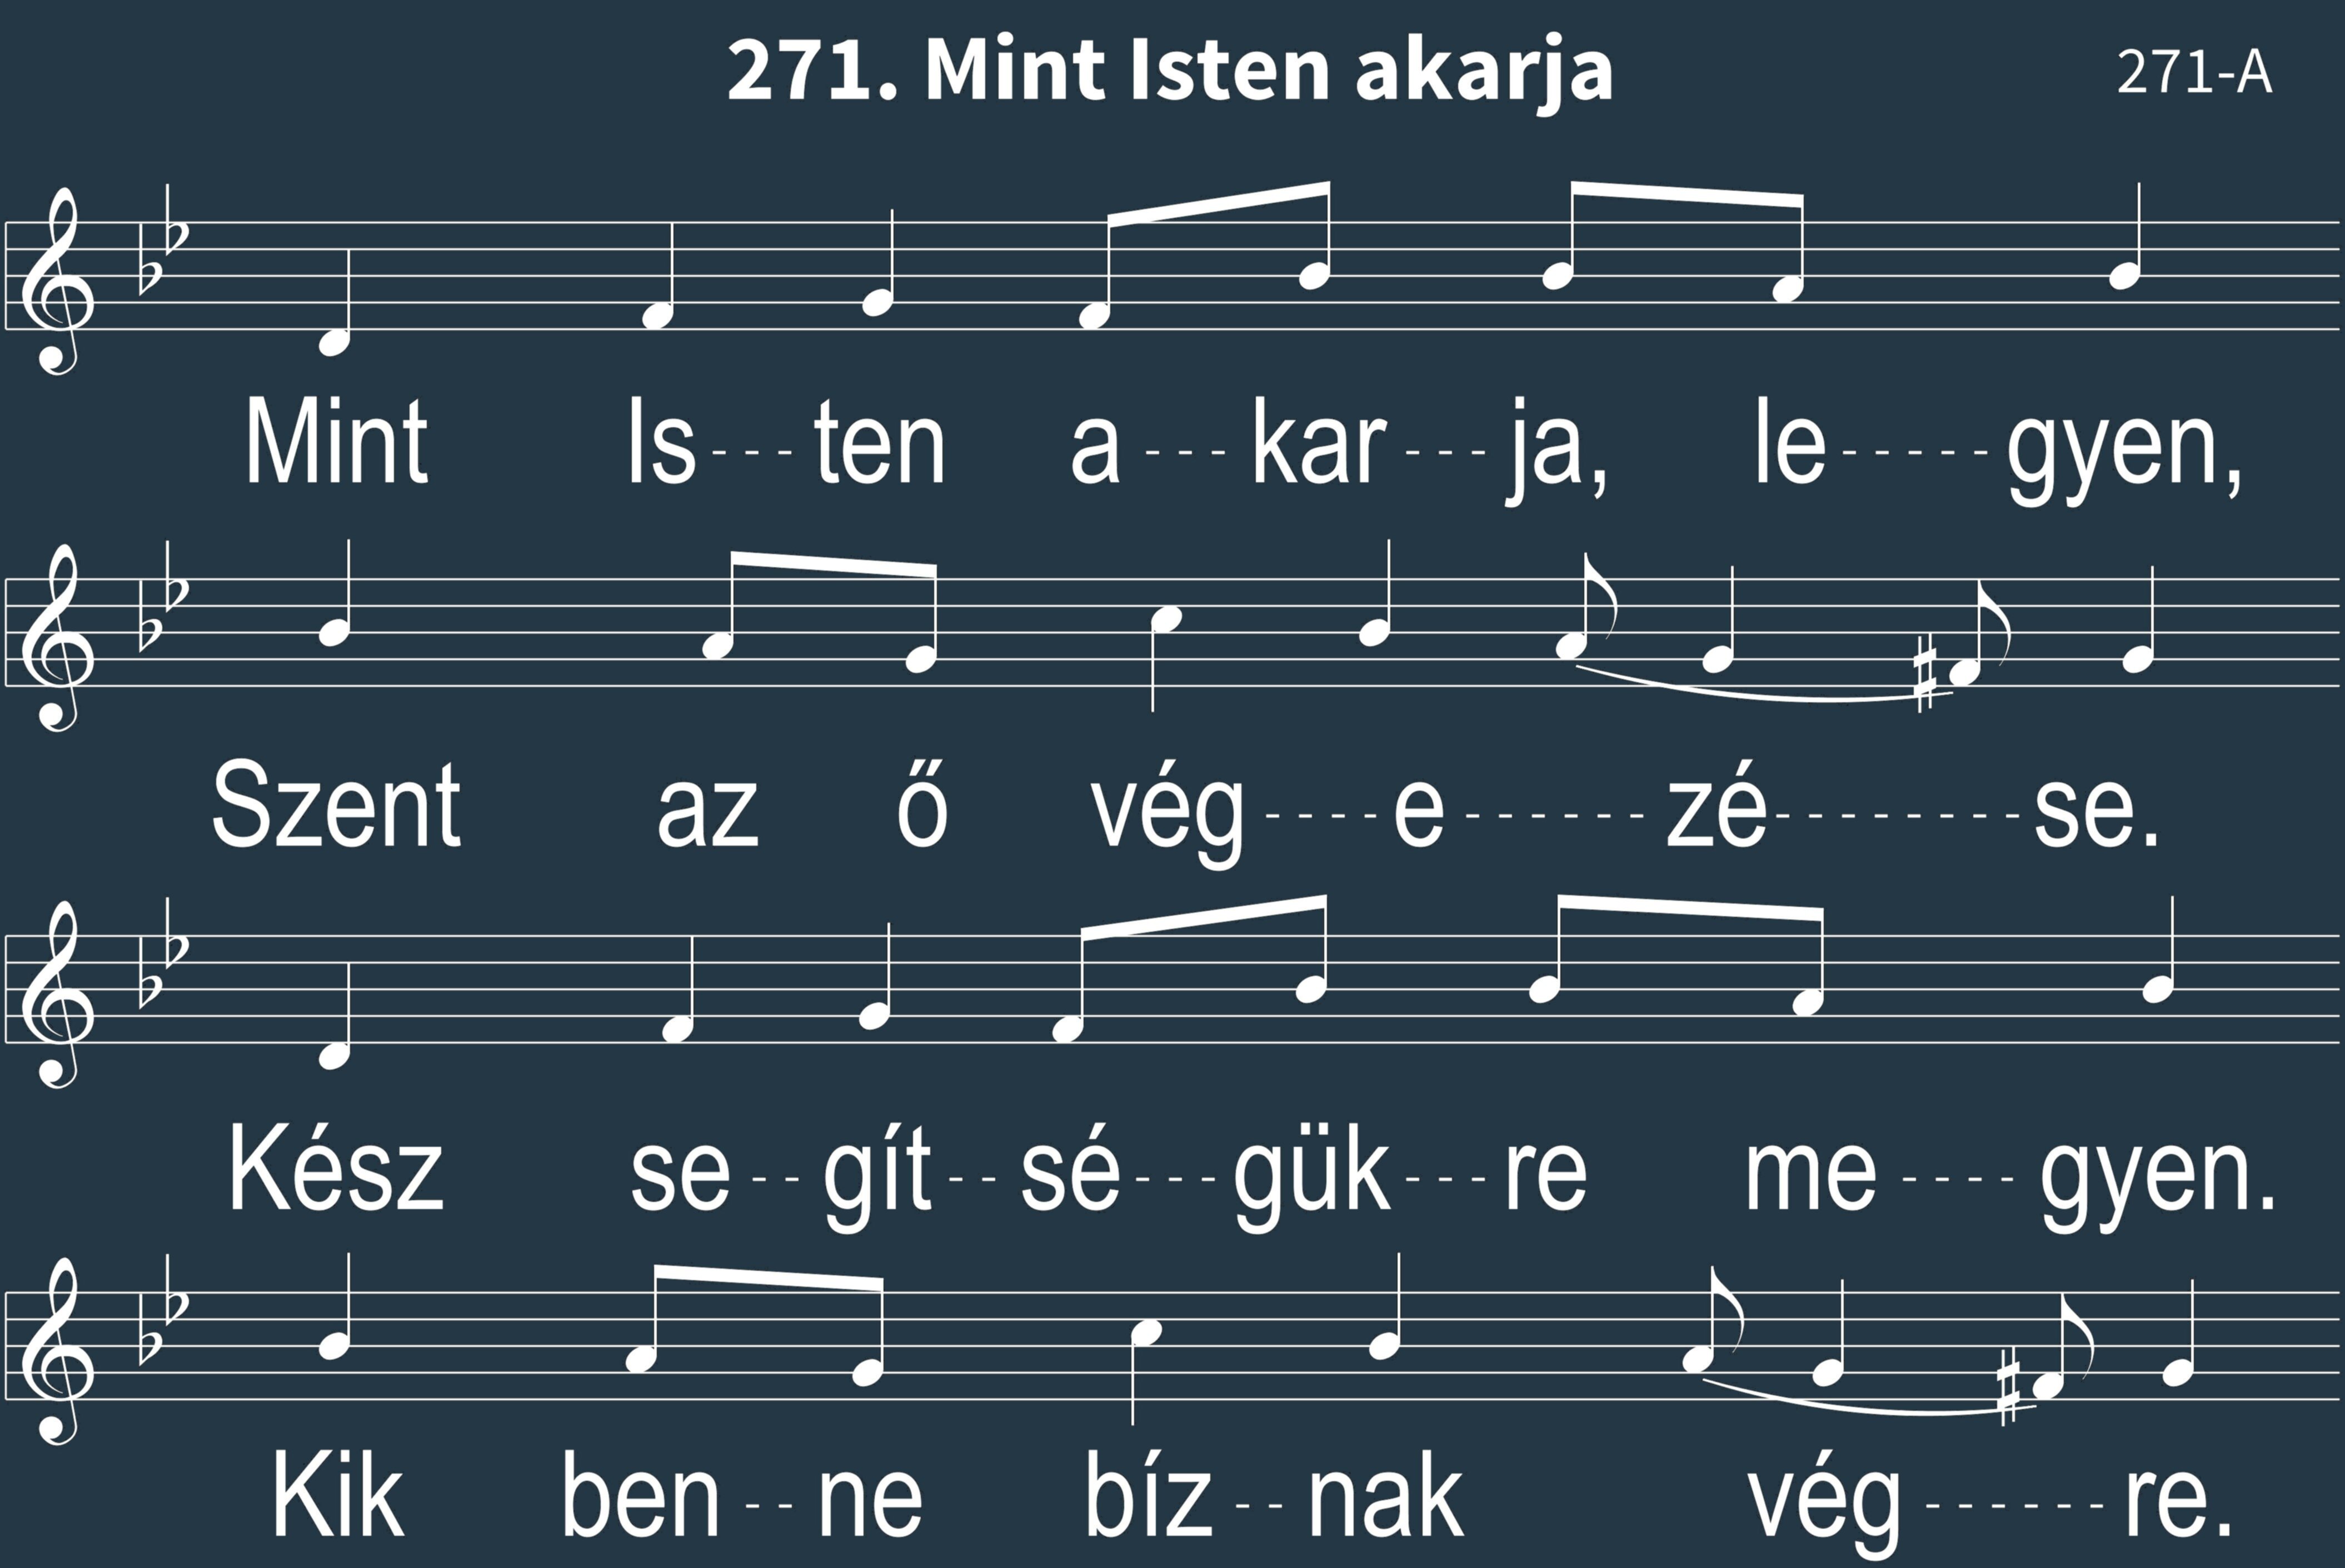 271. Mint Isten akarja
271-A
Mint Is---ten a---kar---ja, le-----gyen,
Szent az ő vég----e------zé--------se.
Kész se--gít--sé---gük---re me----gyen.
Kik ben--ne bíz--nak vég------re.